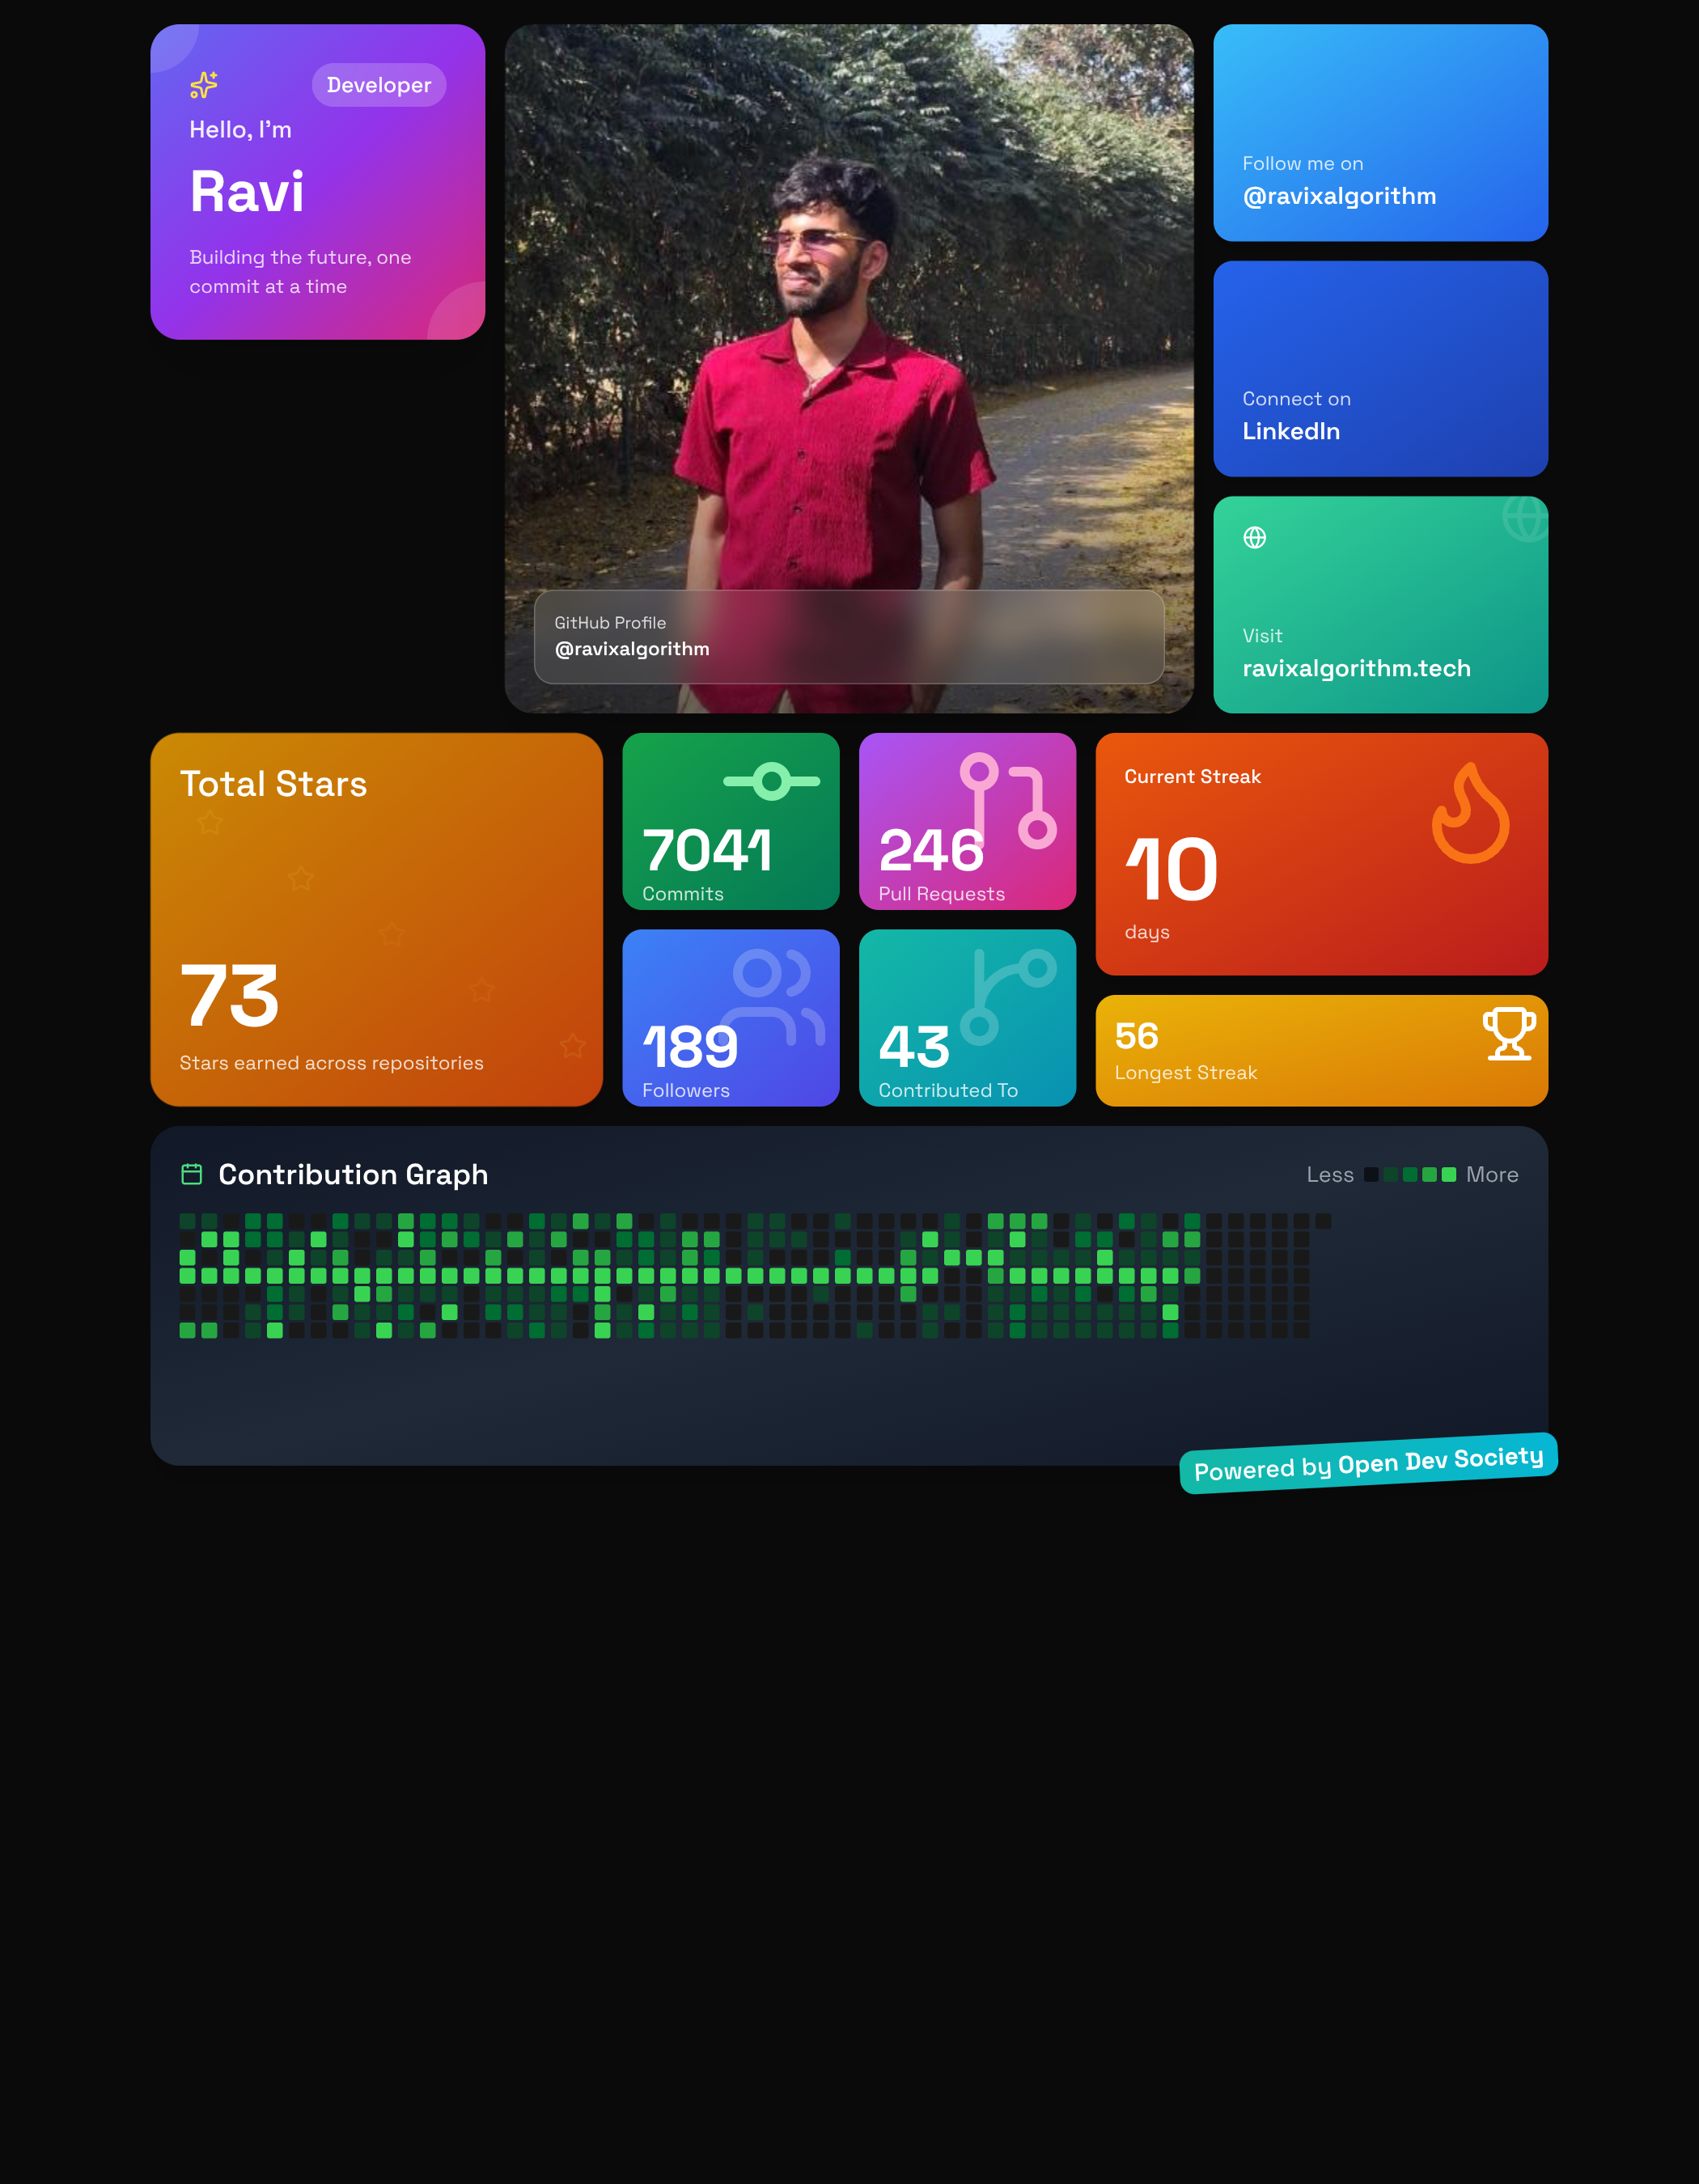 Developer
Hello, I'm
Ravi
Building the future, one
commit at a time
GitHub Profile
@ravixalgorithm
Follow me on
@ravixalgorithm
Connect on
LinkedIn
Visit
ravixalgorithm.tech
Total Stars
73
Stars earned across repositories
7041
Commits
246
Pull Requests
189
Followers
43
Contributed To
Current Streak
10
days
56
Longest Streak
Contribution Graph
Less More
Powered by Open Dev Society